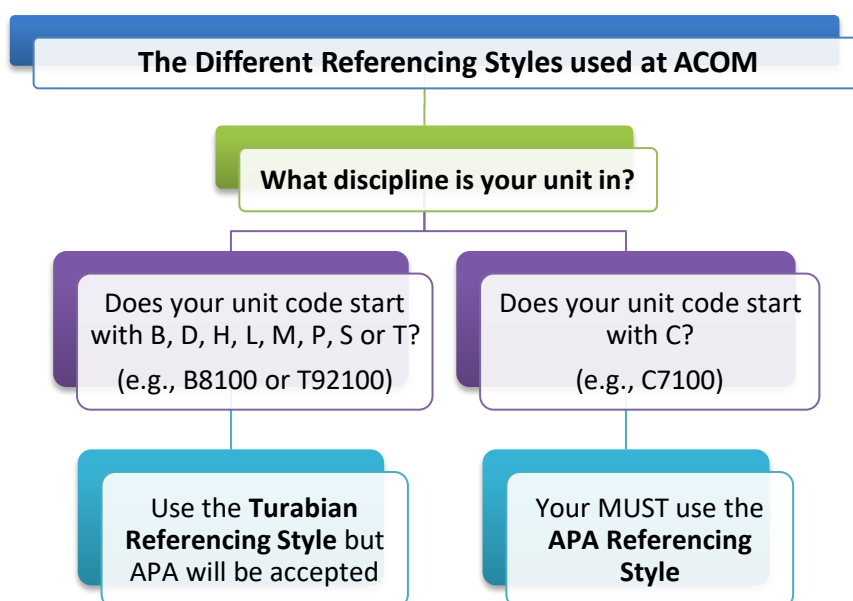 The Different Referencing Styles used at ACOM
What discipline is your unit in?
Does your unit code start
with B, D, H, L, M, P, S or T?
(e.g., B8100 or T92100)
Does your unit code start
with C?
(e.g., C7100)
Use the Turabian
Referencing Style but
APA will be accepted
Your MUST use the
APA Referencing
Style